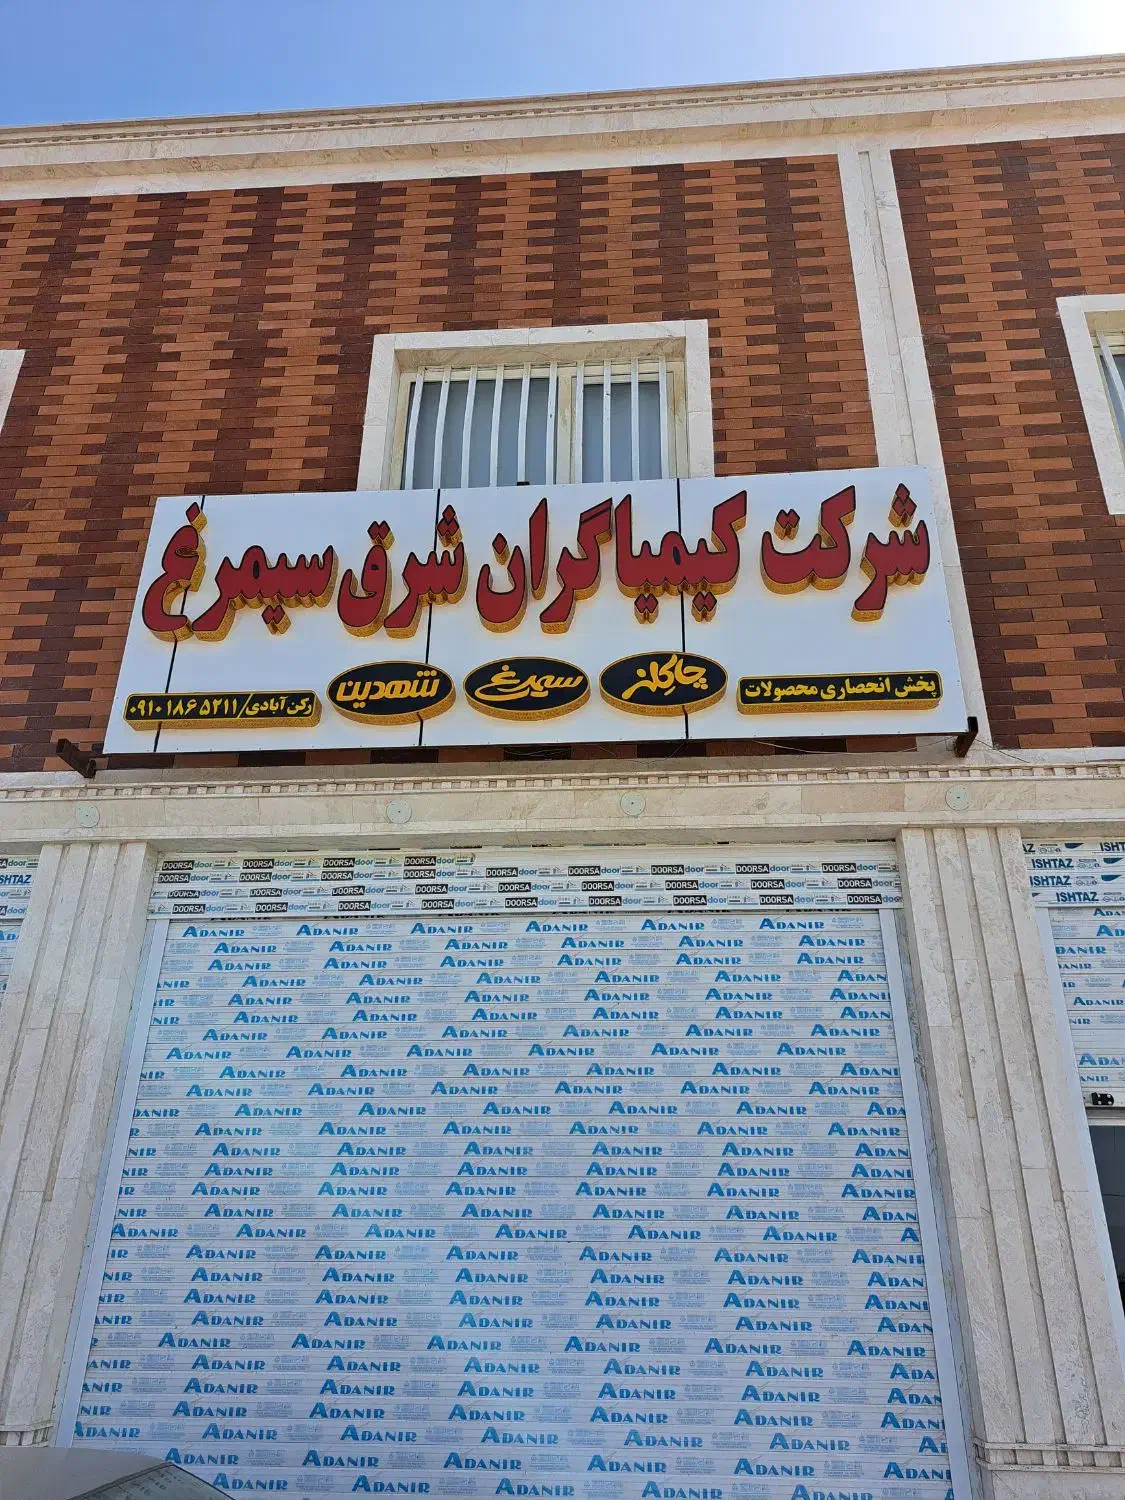 شرکت کیمیاگران شرق سیمرغ
پخش انحصاری محصولات چاکلز سیمرغ شهدین رکن آبادی/۰۹۱۰۱۸۶۵۲۱۱
DOORSA door
ADANIR
ISHTAZ